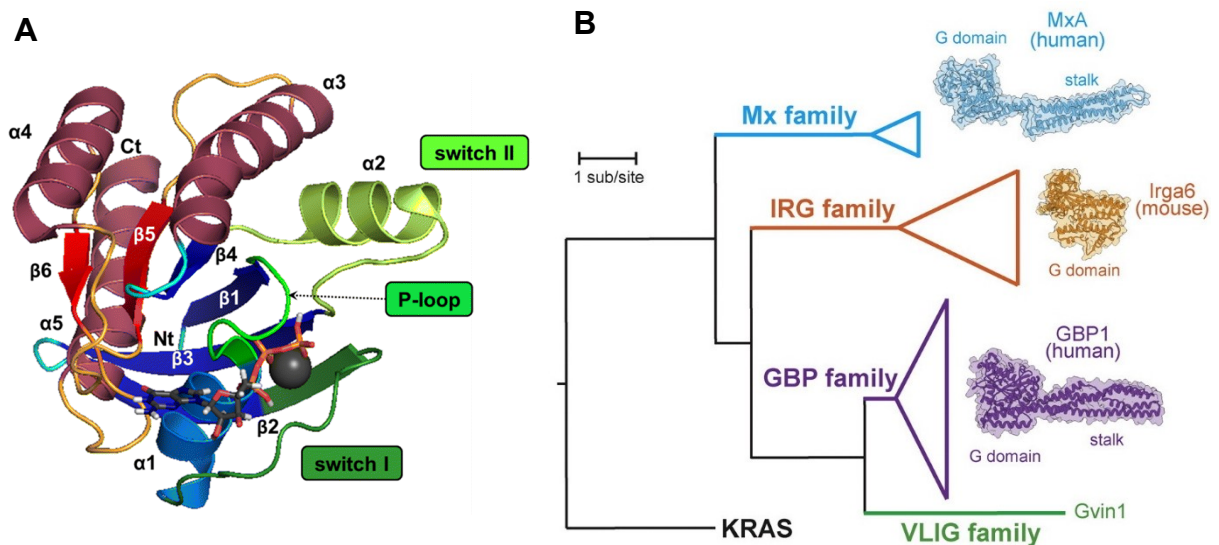 A
α3
α4
Ct
α2
switch II
β5
β4
β6
β1
P-loop
α5
Nt
β3
β2
α1
switch I
B
MxA
(human)
G domain
stalk
Mx family
1 sub/site
IRG family
Irga6
(mouse)
G domain
GBP1
(human)
GBP family
stalk
G domain
Gvin1
KRAS
VLIG family